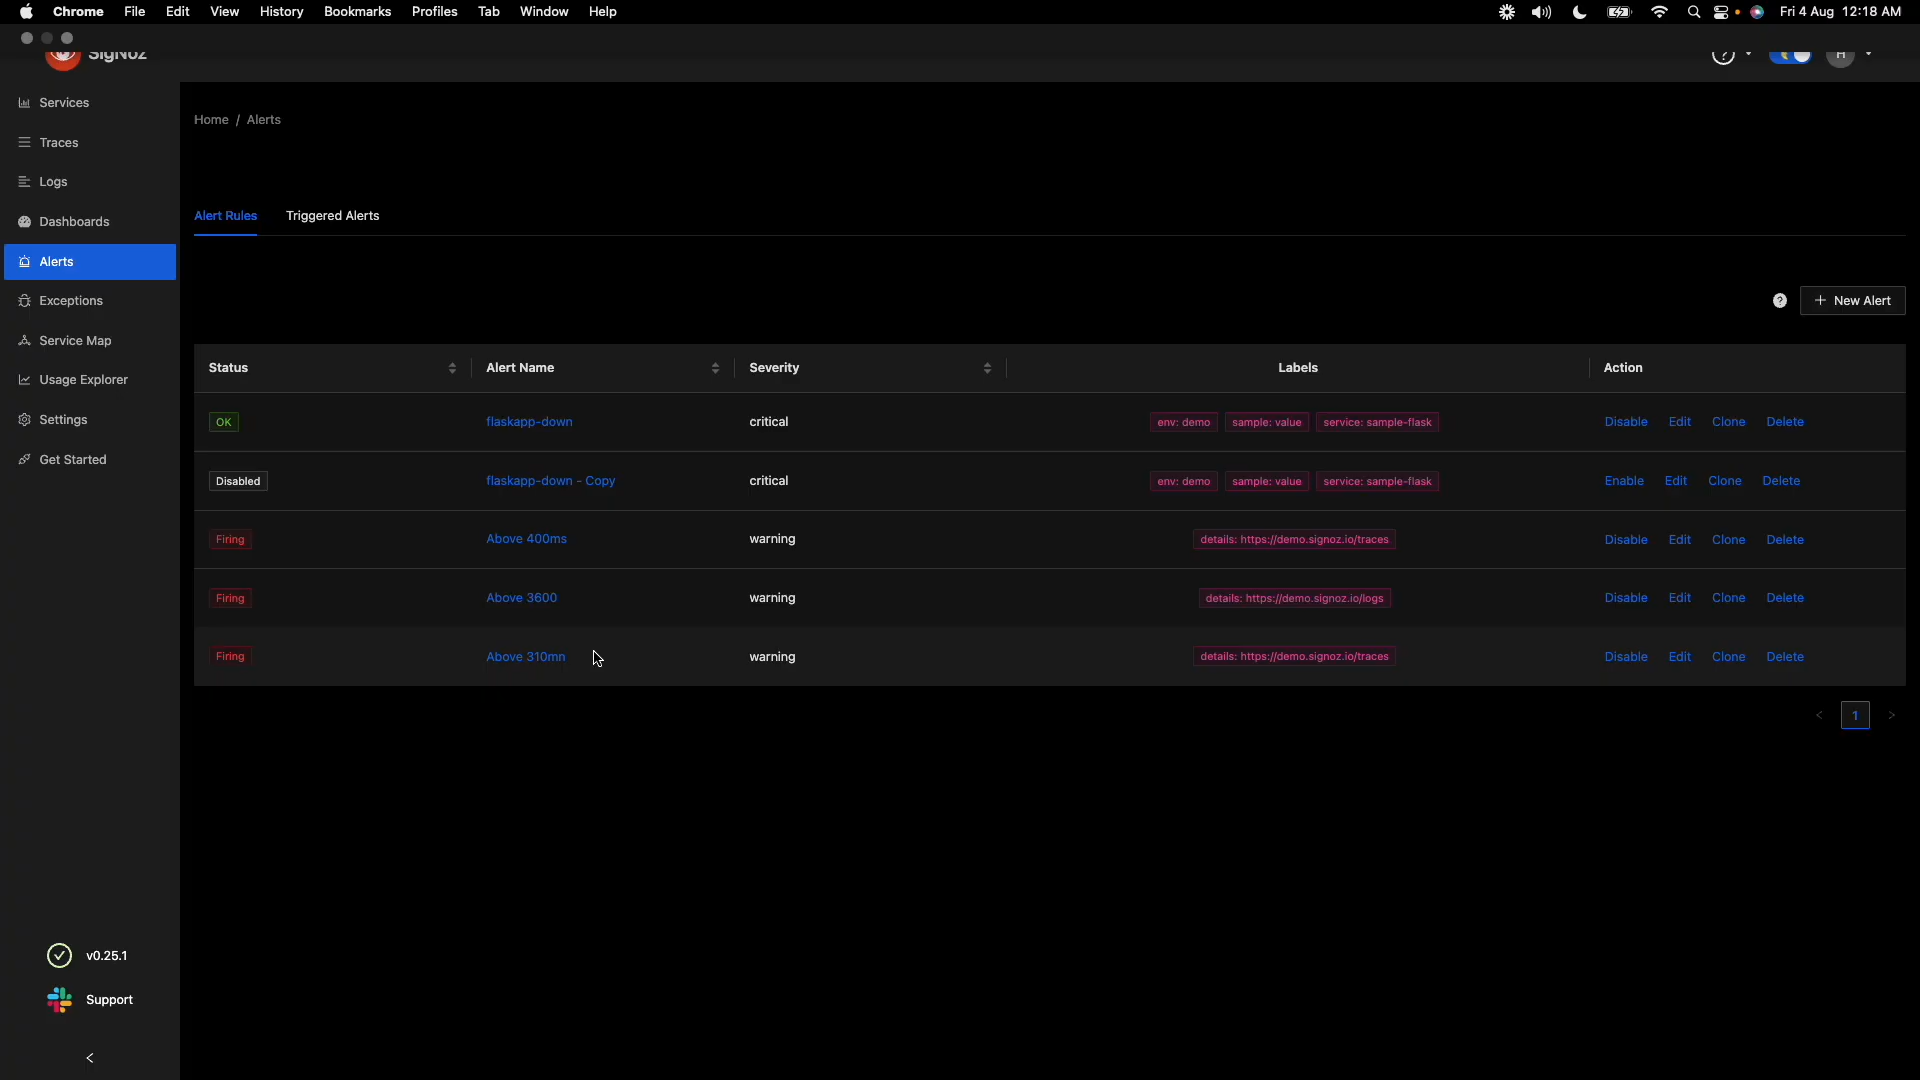 Chrome File Edit View History Bookmarks Profiles Tab Window Help Fri 4 Aug 12:18 AM
SigNoz ? H
Services
Traces
Logs
Dashboards
Alerts
Exceptions
Service Map
Usage Explorer
Settings
Get Started
v0.25.1
Support
Home / Alerts
Alert Rules Triggered Alerts
? + New Alert
Status Alert Name Severity Labels Action
OK flaskapp-down critical env: demo sample: value service: sample-flask Disable Edit Clone Delete
Disabled flaskapp-down - Copy critical env: demo sample: value service: sample-flask Enable Edit Clone Delete
Firing Above 400ms warning details: https://demo.signoz.io/traces Disable Edit Clone Delete
Firing Above 3600 warning details: https://demo.signoz.io/logs Disable Edit Clone Delete
Firing Above 310mn warning details: https://demo.signoz.io/traces Disable Edit Clone Delete
< 1 >